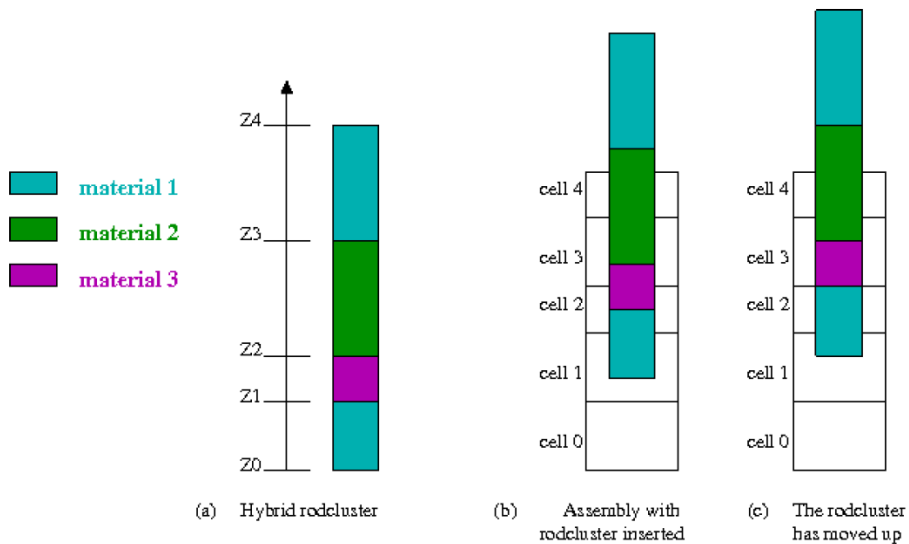 material 1
material 2
material 3
Z4
Z3
Z2
Z1
Z0
cell 4
cell 3
cell 2
cell 1
cell 0
cell 4
cell 3
cell 2
cell 1
cell 0
(a) Hybrid rodcluster
(b) Assembly with
rodcluster inserted
(c) The rodcluster
has moved up